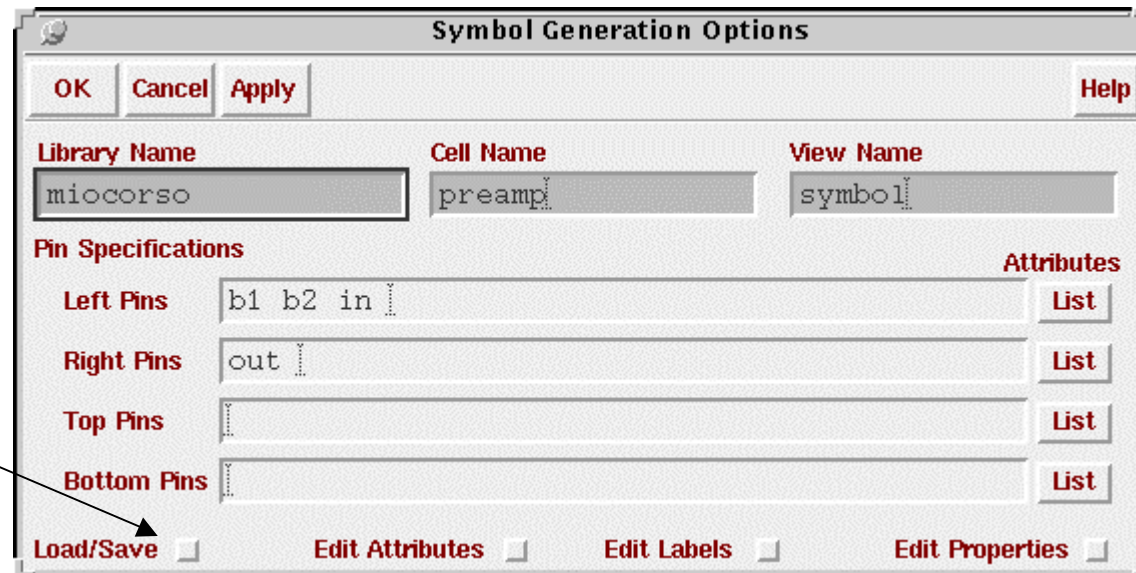 Symbol Generation Options
OK Cancel Apply Help
Library Name Cell Name View Name
miocorso preamp symbol
Pin Specifications
Attributes
Left Pins b1 b2 in List
Right Pins out List
Top Pins List
Bottom Pins List
Load/Save Edit Attributes Edit Labels Edit Properties